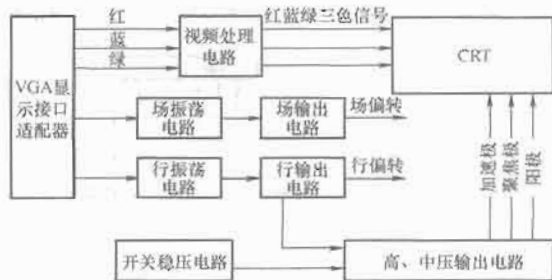 红
蓝
绿
VGA显
示接口
适配器
视频处理
电路
红蓝绿三色信号
CRT
场振荡
电路
场输出
电路
场偏转
行振荡
电路
行输出
电路
行偏转
加速极
聚焦极
阳极
开关稳压电路
高、中压输出电路